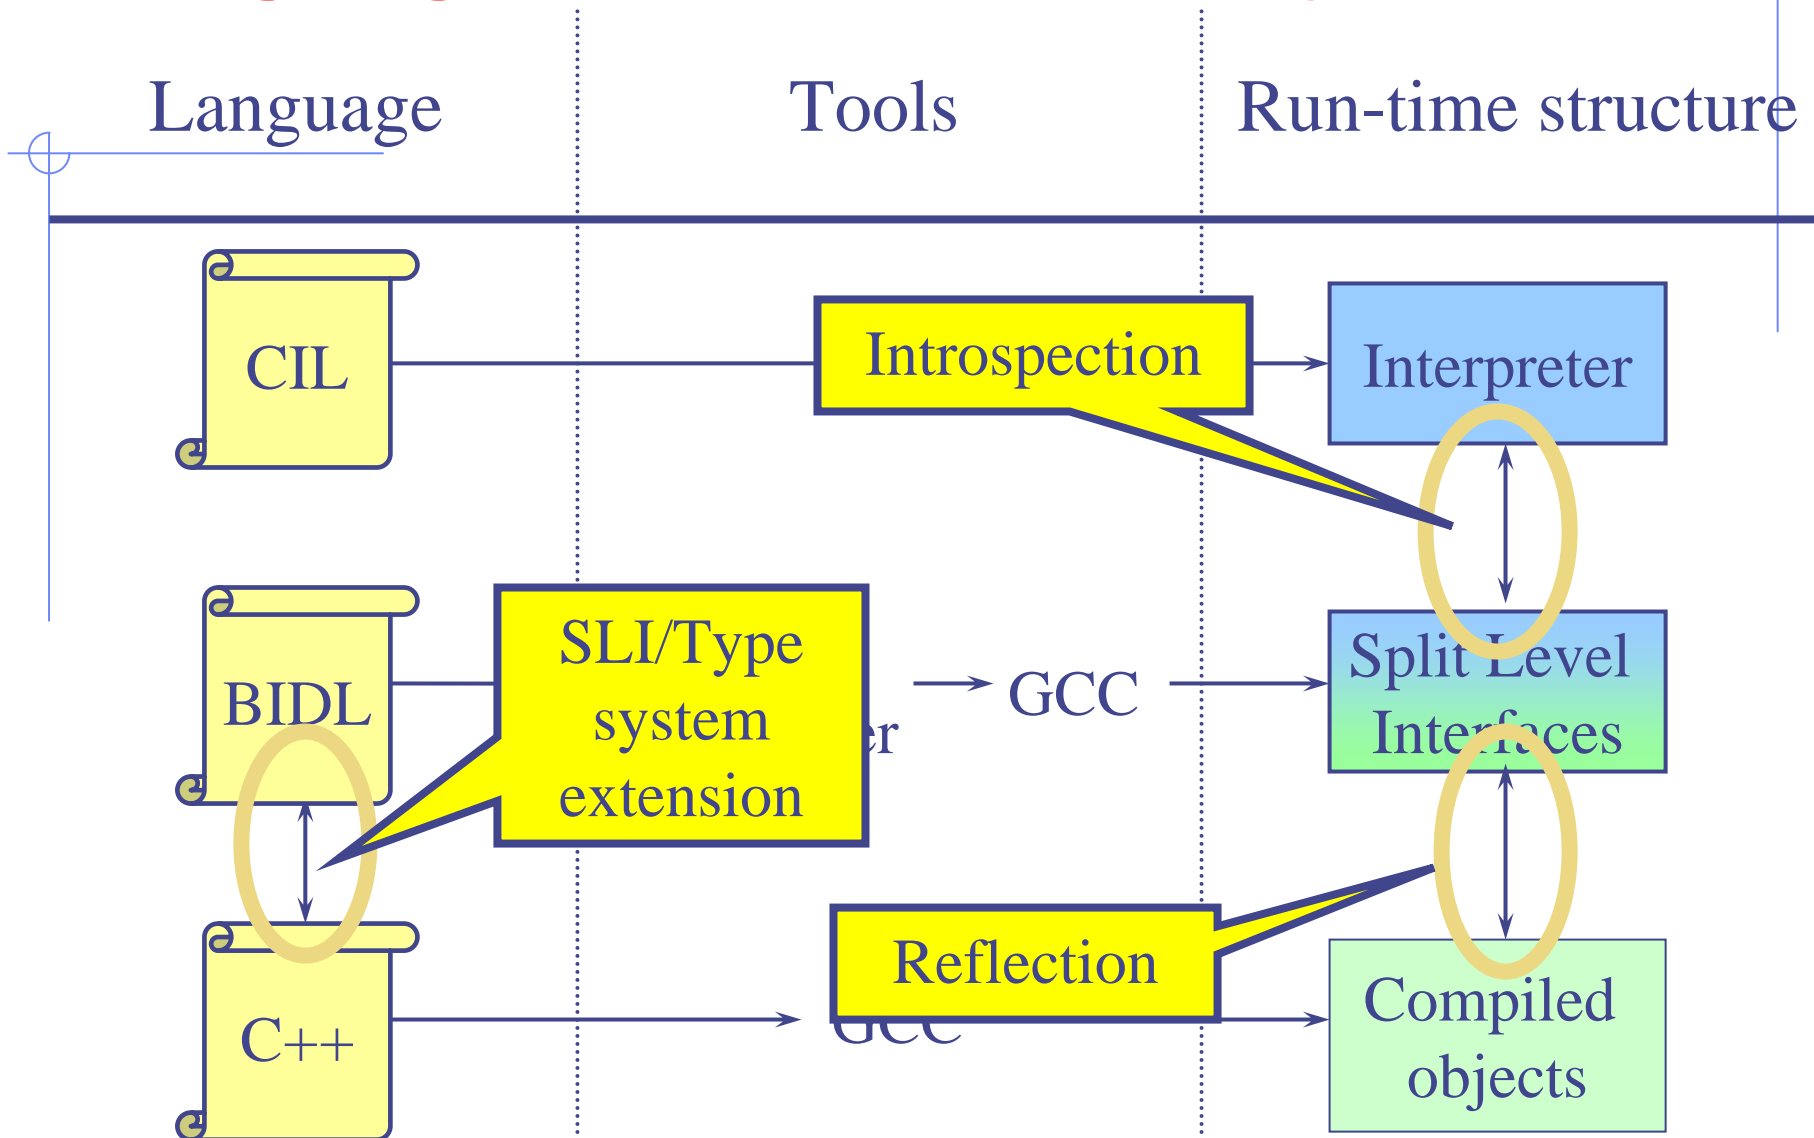 Language
Tools
Run-time structure
CIL
Introspection
Interpreter
BIDL
SLI/Type
system
extension
GCC
Split Level
Interfaces
C++
Reflection
GCC
Compiled
objects